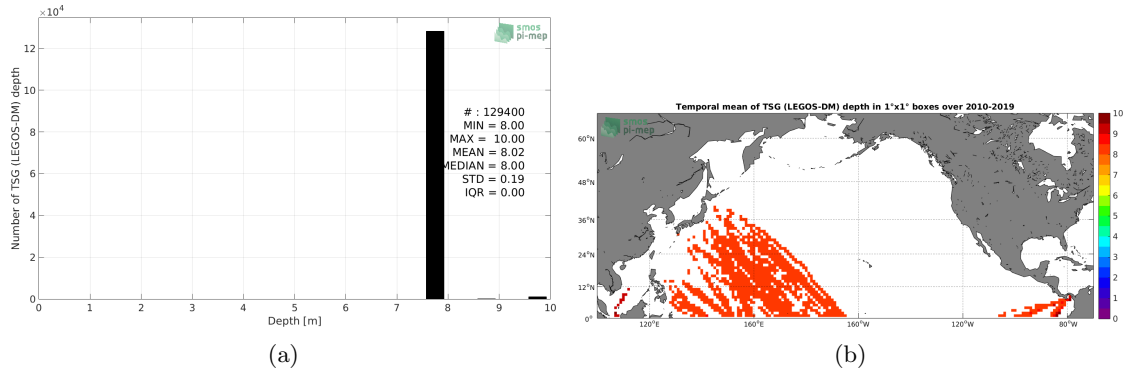 ×10⁴
smos
pi-mep
12
10
8
6
4
2
0
Number of TSG (LEGOS-DM) depth
# : 129400
MIN = 8.00
MAX = 10.00
MEAN = 8.02
MEDIAN = 8.00
STD = 0.19
IQR = 0.00
0 1 2 3 4 5 6 7 8 9 10
Depth [m]
(a)
Temporal mean of TSG (LEGOS-DM) depth in 1°x1° boxes over 2010-2019
smos
pi-mep
60°N
48°N
36°N
24°N
12°N
0°
120°E 160°E 160°W 120°W 80°W
10
9
8
7
6
5
4
3
2
1
0
(b)